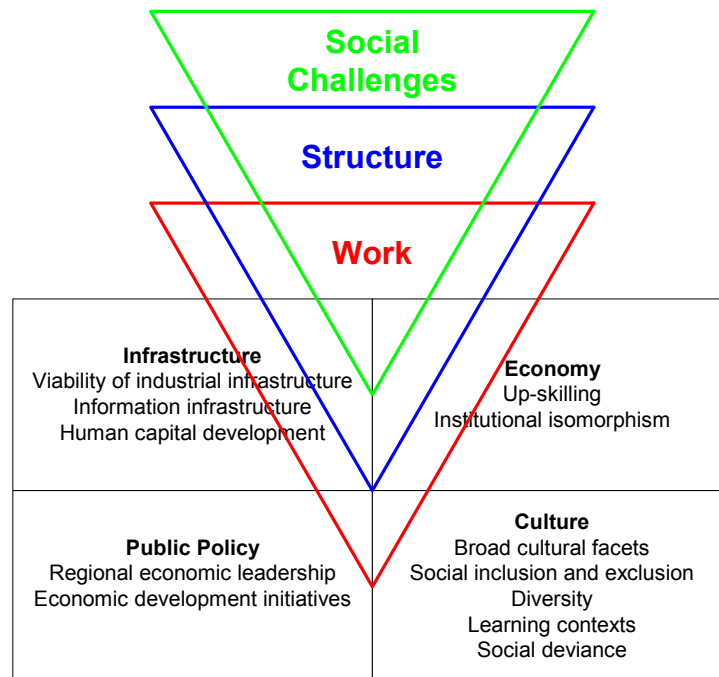 Social
Challenges
Structure
Work
Infrastructure
Viability of industrial infrastructure
Information infrastructure
Human capital development
Economy
Up-skilling
Institutional isomorphism
Public Policy
Regional economic leadership
Economic development initiatives
Culture
Broad cultural facets
Social inclusion and exclusion
Diversity
Learning contexts
Social deviance